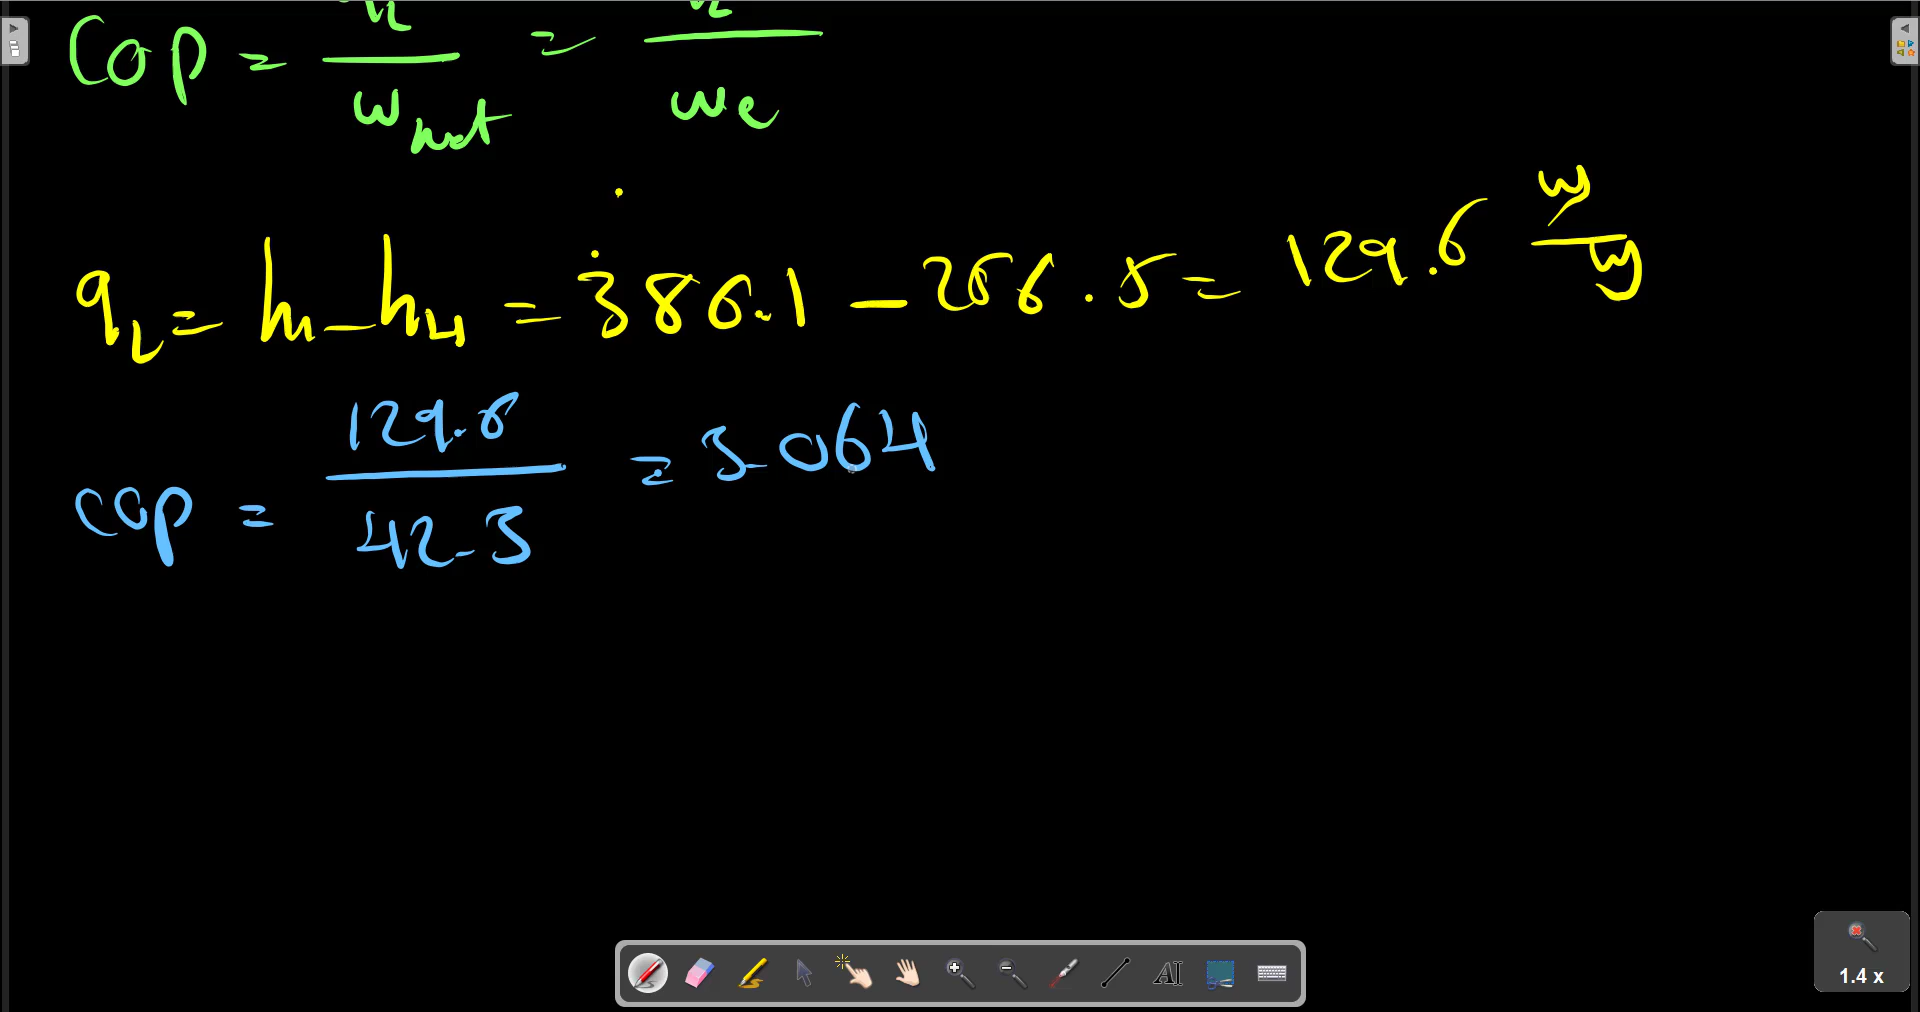 COP = qL / wnet = qL / wc
qL = h1 - h4 = 386.1 - 256.5 = 129.6 kJ/kg
COP = 129.6 / 42.3 = 3.064
1.4 x